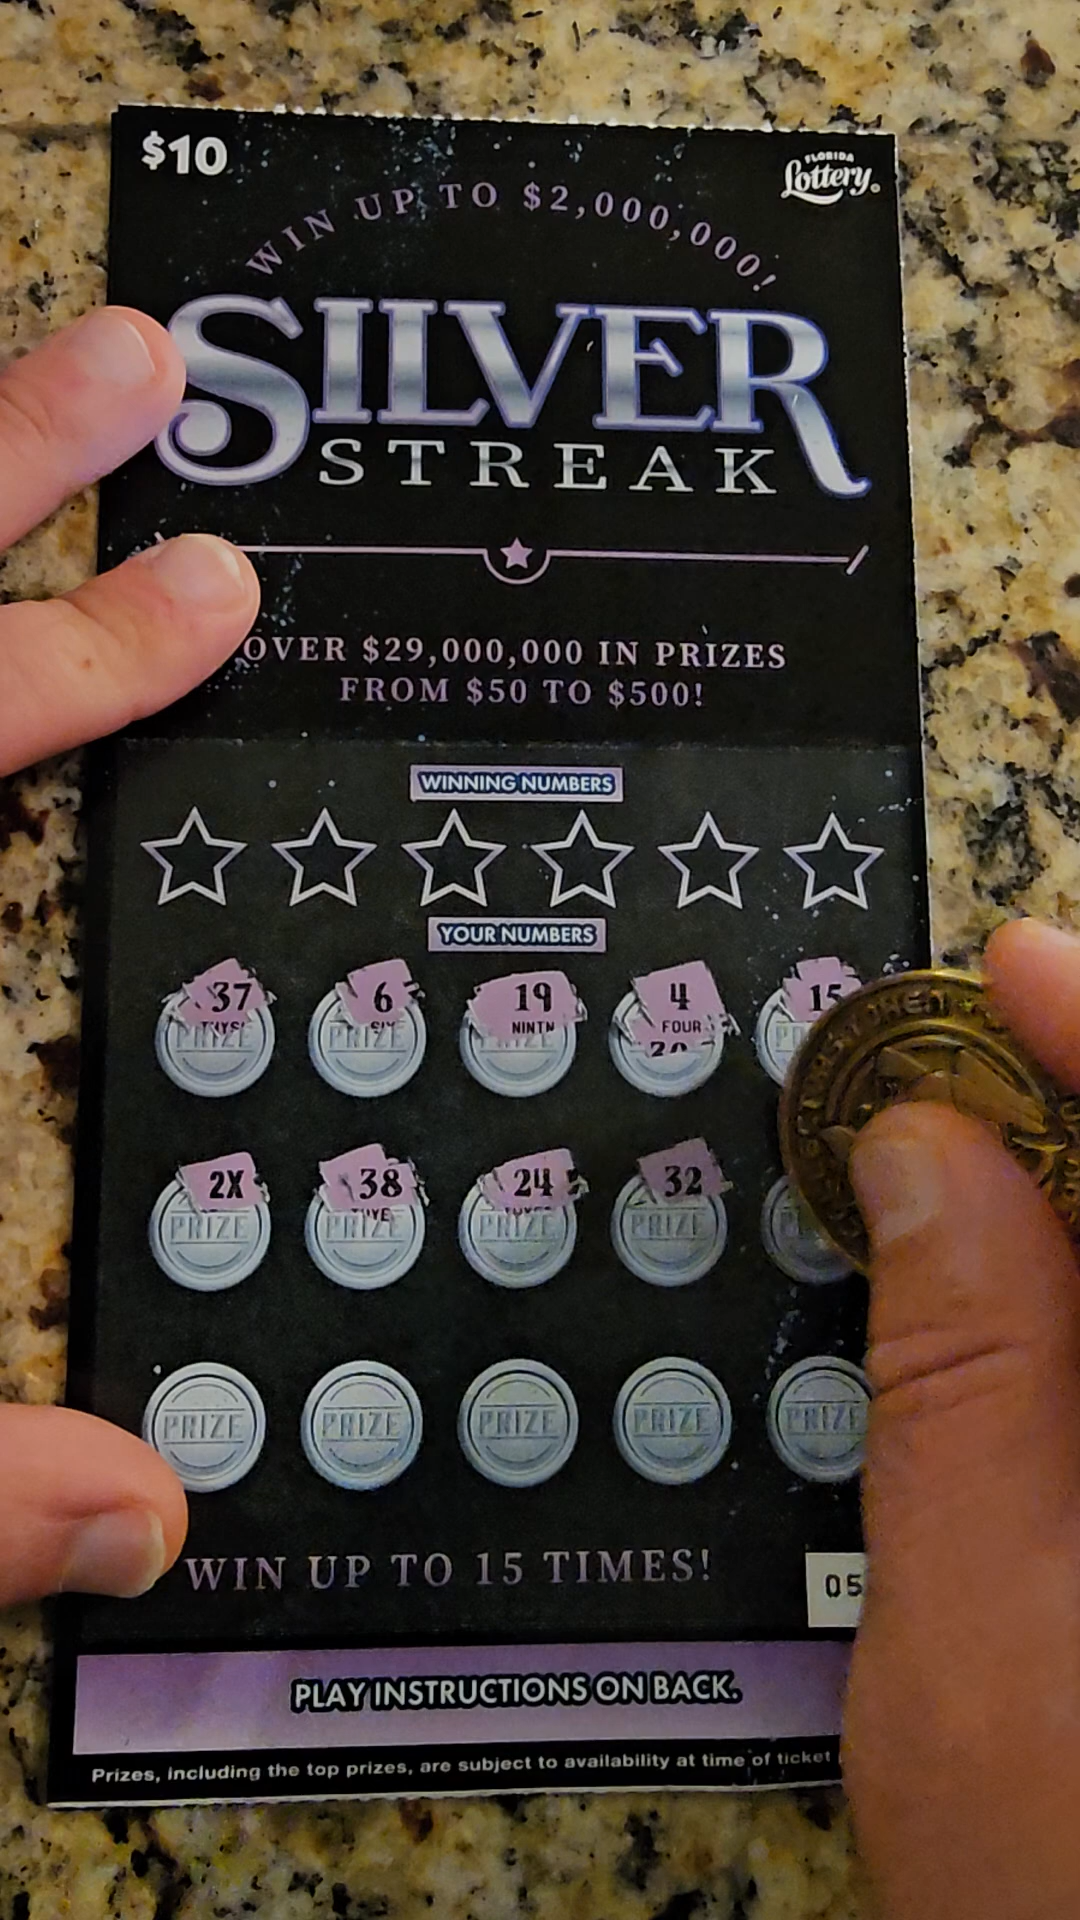 $10
FLORIDA
Lottery
WIN UP TO $2,000,000!
SILVER
STREAK
OVER $29,000,000 IN PRIZES
FROM $50 TO $500!
WINNING NUMBERS
YOUR NUMBERS
37 6 19 4 15
NINTN FOUR
PRIZE PRIZE PRIZE
2X 38 24 32
PRIZE PRIZE PRIZE PRIZE
PRIZE PRIZE PRIZE PRIZE PRIZE
WIN UP TO 15 TIMES!
05
PLAY INSTRUCTIONS ON BACK.
Prizes, including the top prizes, are subject to availability at time of ticket